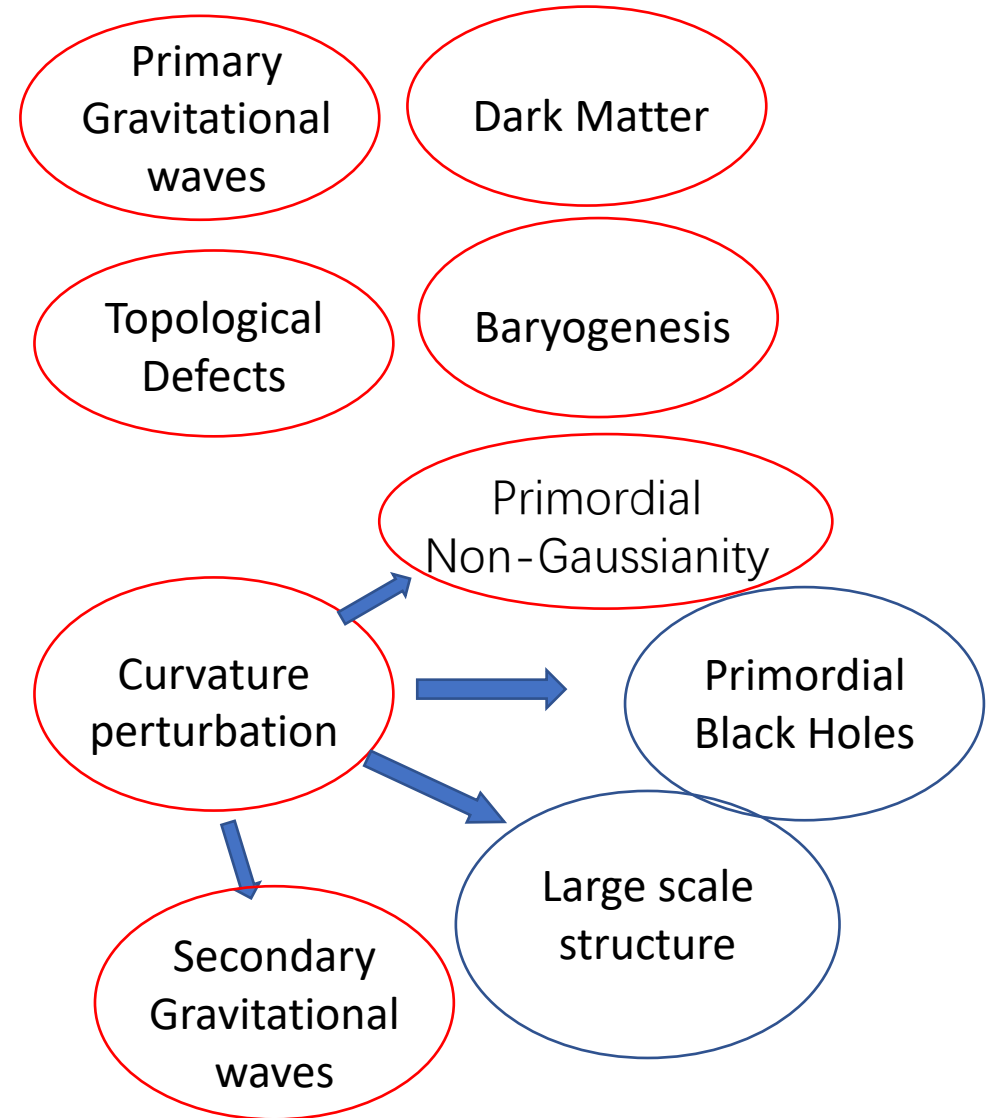 Primary
Gravitational
waves
Dark Matter
Topological
Defects
Baryogenesis
Primordial
Non-Gaussianity
Curvature
perturbation
Primordial
Black Holes
Large scale
structure
Secondary
Gravitational
waves